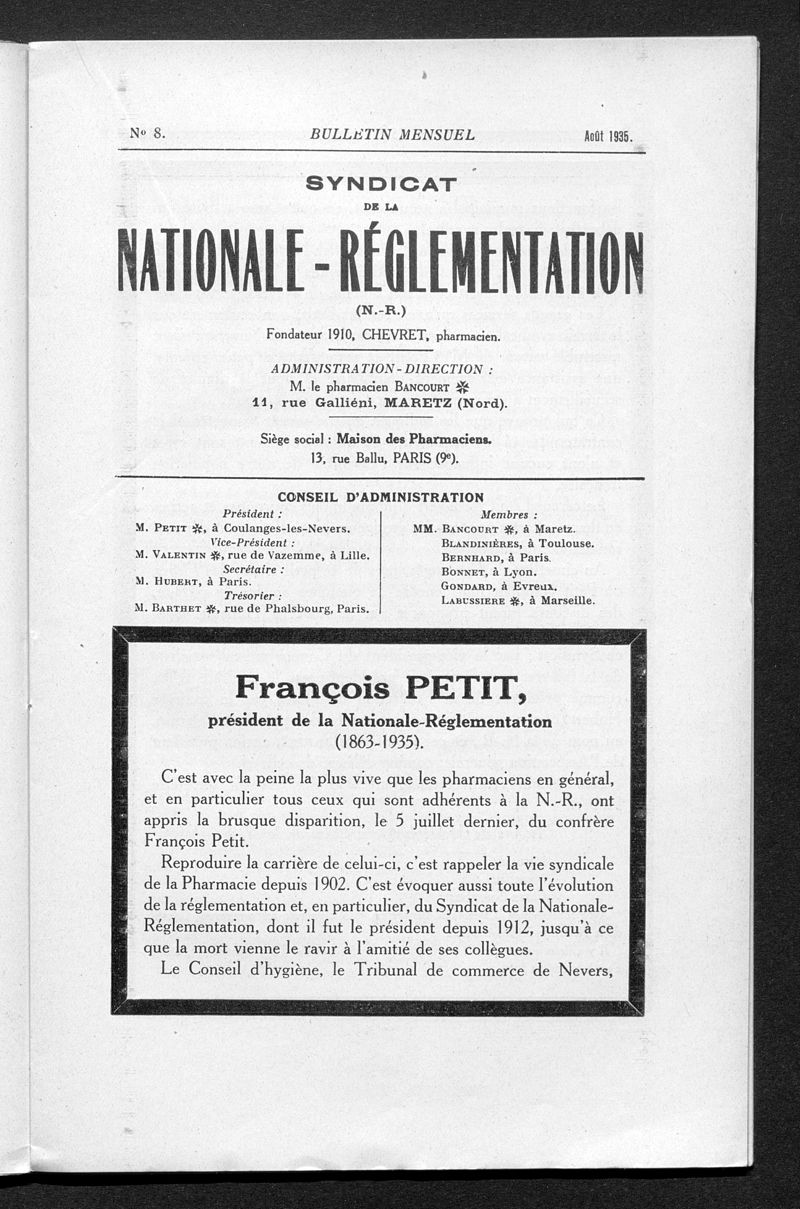 No 8.
BULLETIN MENSUEL
Août 1935.
SYNDICAT
DE LA
NATIONALE-RÉGLEMENTATION
(N.-R.)
Fondateur 1910, CHEVRET, pharmacien.
ADMINISTRATION-DIRECTION :
M. le pharmacien BANCOURT ✻
11, rue Galliéni, MARETZ (Nord).
Siège social : Maison des Pharmaciens.
13, rue Ballu, PARIS (9e).
CONSEIL D'ADMINISTRATION
Président :
M. PETIT ✻, à Coulanges-les-Nevers.
Vice-Président :
M. VALENTIN ✻, rue de Vazemme, à Lille.
Secrétaire :
M. HUBERT, à Paris.
Trésorier :
M. BARTHET ✻, rue de Phalsbourg, Paris.
Membres :
MM. BANCOURT ✻, à Maretz.
BLANDINIÈRES, à Toulouse.
BERNHARD, à Paris.
BONNET, à Lyon.
GONDARD, à Evreux.
LABUSSIERE ✻, à Marseille.
François PETIT,
président de la Nationale-Réglementation
(1863-1935).
C'est avec la peine la plus vive que les pharmaciens en général,
et en particulier tous ceux qui sont adhérents à la N.-R., ont
appris la brusque disparition, le 5 juillet dernier, du confrère
François Petit.
Reproduire la carrière de celui-ci, c'est rappeler la vie syndicale
de la Pharmacie depuis 1902. C'est évoquer aussi toute l'évolution
de la réglementation et, en particulier, du Syndicat de la Nationale-
Réglementation, dont il fut le président depuis 1912, jusqu'à ce
que la mort vienne le ravir à l'amitié de ses collègues.
Le Conseil d'hygiène, le Tribunal de commerce de Nevers,